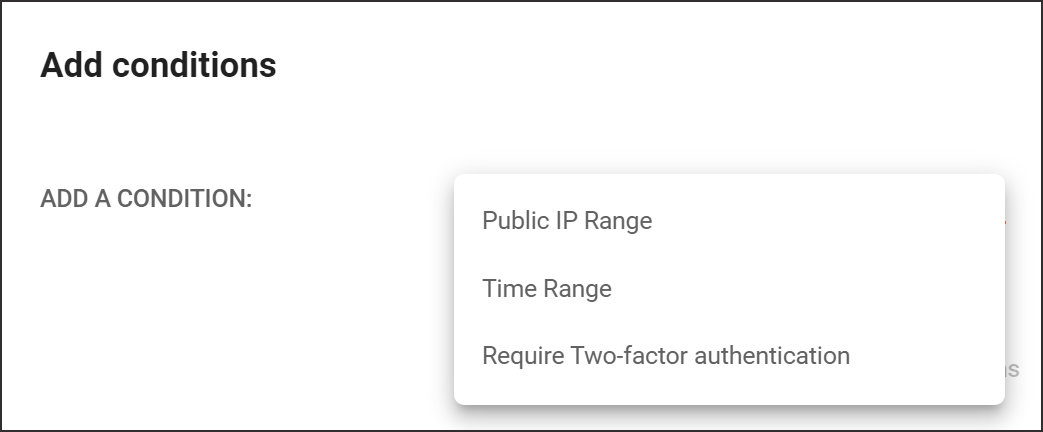 Add conditions
ADD A CONDITION:
Public IP Range
Time Range
Require Two-factor authentication